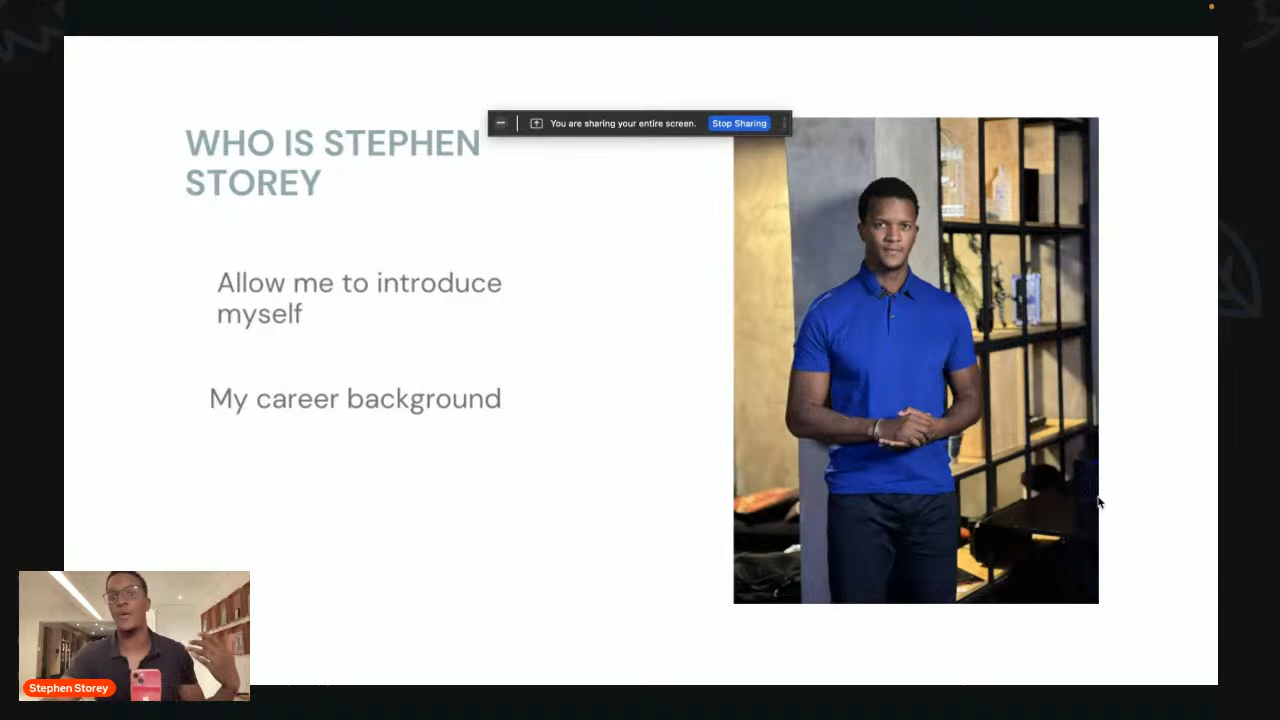 You are sharing your entire screen. Stop Sharing
WHO IS STEPHEN
STOREY
Allow me to introduce
myself
My career background
Stephen Storey